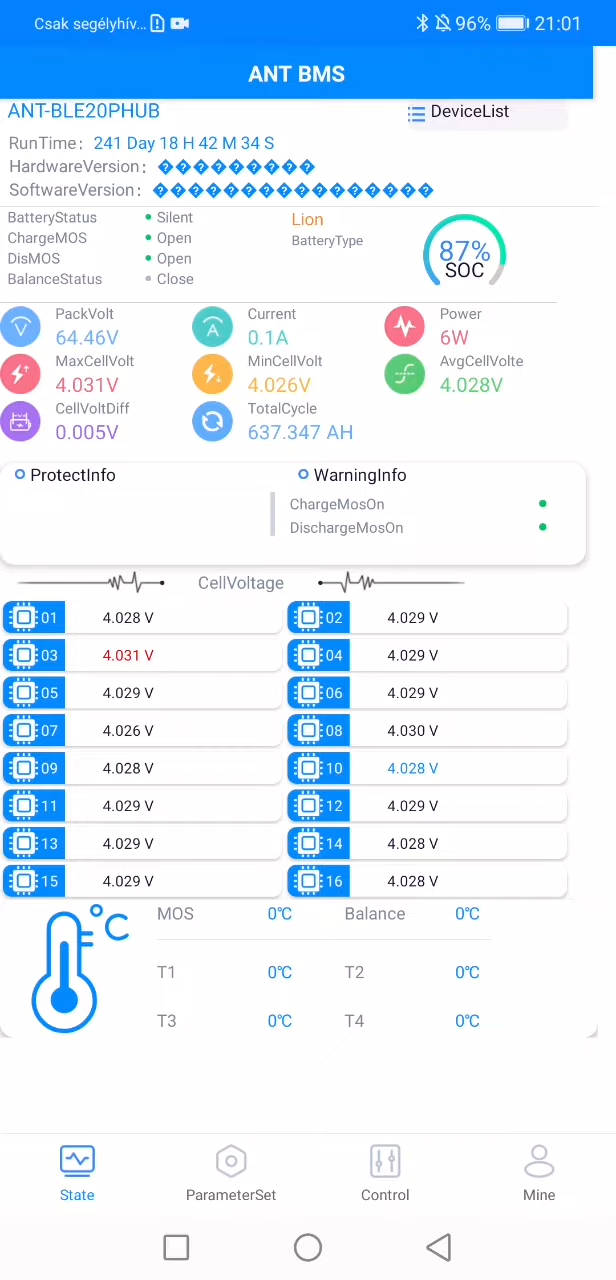 Csak segélyhív... 96% 21:01
ANT BMS
ANT-BLE20PHUB DeviceList
RunTime: 241 Day 18 H 42 M 34 S
HardwareVersion: ���������
SoftwareVersion: ����������������
BatteryStatus Silent
ChargeMOS Open
DisMOS Open
BalanceStatus Close
Lion
BatteryType
87%
SOC
PackVolt Current Power
64.46V 0.1A 6W
MaxCellVolt MinCellVolt AvgCellVolte
4.031V 4.026V 4.028V
CellVoltDiff TotalCycle
0.005V 637.347 AH
ProtectInfo WarningInfo
ChargeMosOn
DischargeMosOn
CellVoltage
01 4.028 V 02 4.029 V
03 4.031 V 04 4.029 V
05 4.029 V 06 4.029 V
07 4.026 V 08 4.030 V
09 4.028 V 10 4.028 V
11 4.029 V 12 4.029 V
13 4.029 V 14 4.028 V
15 4.029 V 16 4.028 V
°C
MOS 0℃ Balance 0℃
T1 0℃ T2 0℃
T3 0℃ T4 0℃
State ParameterSet Control Mine